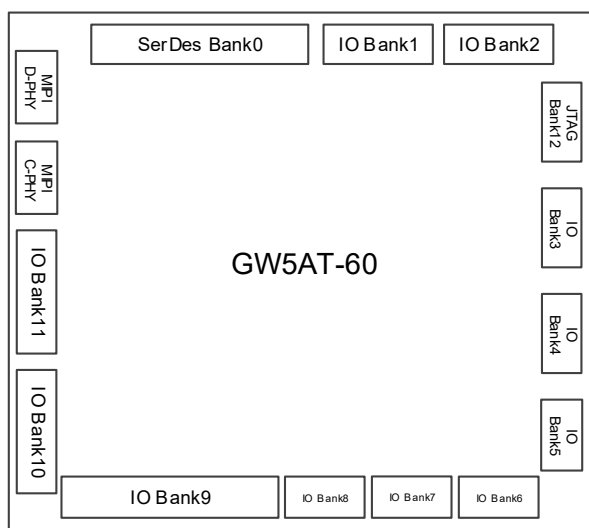 SerDes Bank0
IO Bank1
IO Bank2
MIPI
D-PHY
MIPI
C-PHY
IO Bank11
IO Bank10
GW5AT-60
JTAG
Bank12
IO
Bank3
IO
Bank4
IO
Bank5
IO Bank9
IO Bank8
IO Bank7
IO Bank6